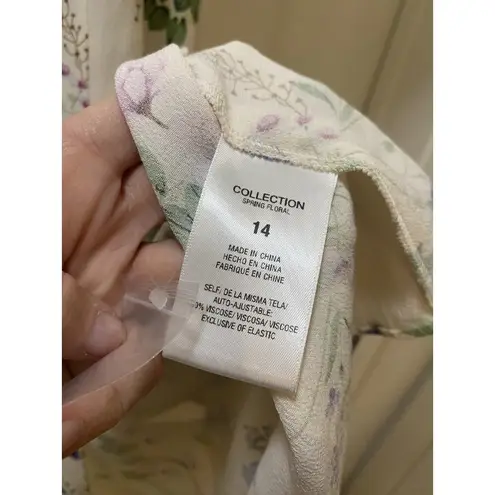 COLLECTION
SPRING FLORAL
14
MADE IN CHINA
HECHO EN CHINA
FABRIQUÉ EN CHINE
SELF/ DE LA MISMA TELA/
AUTO-AJUSTABLE:
VISCOSE/ VISCOSA/ VISCOSE
EXCLUSIVE OF ELASTIC